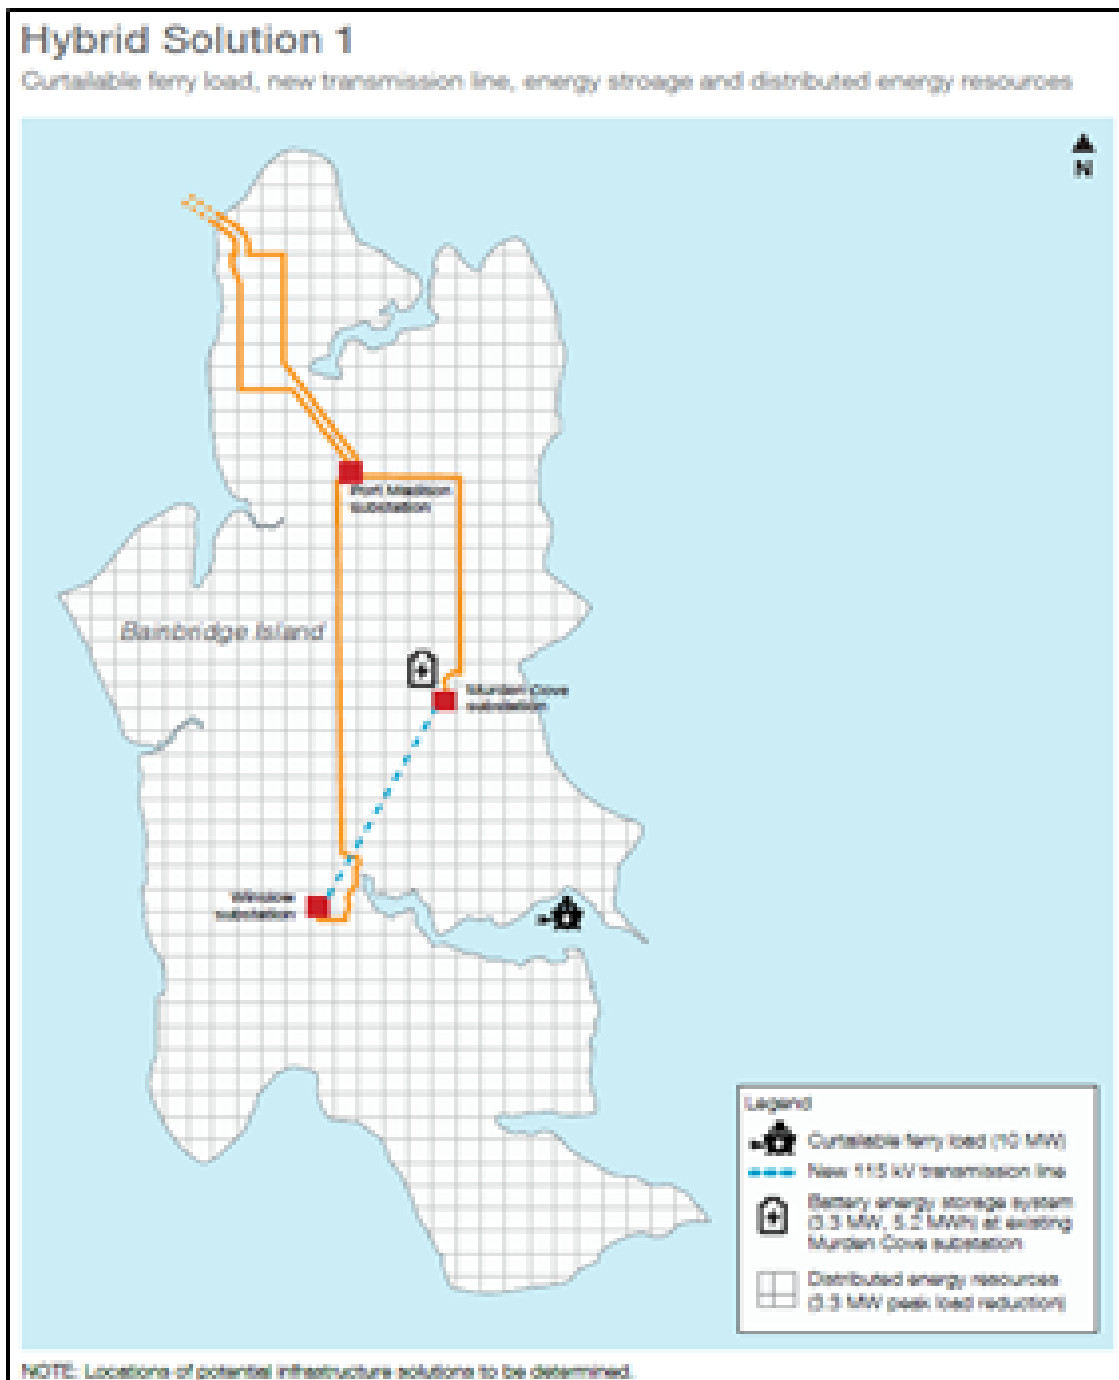 Hybrid Solution 1
Curtailable ferry load, new transmission line, energy stroage and distributed energy resources
N
Port Madison
substation
Bainbridge Island
Murden Cove
substation
Winslow
substation
Legend
Curtailable ferry load (10 MW)
New 115 kV transmission line
Battery energy storage system
(3.3 MW, 5.2 MWh) at existing
Murden Cove substation
Distributed energy resources
(3.3 MW peak load reduction)
NOTE: Locations of potential infrastructure solutions to be determined.